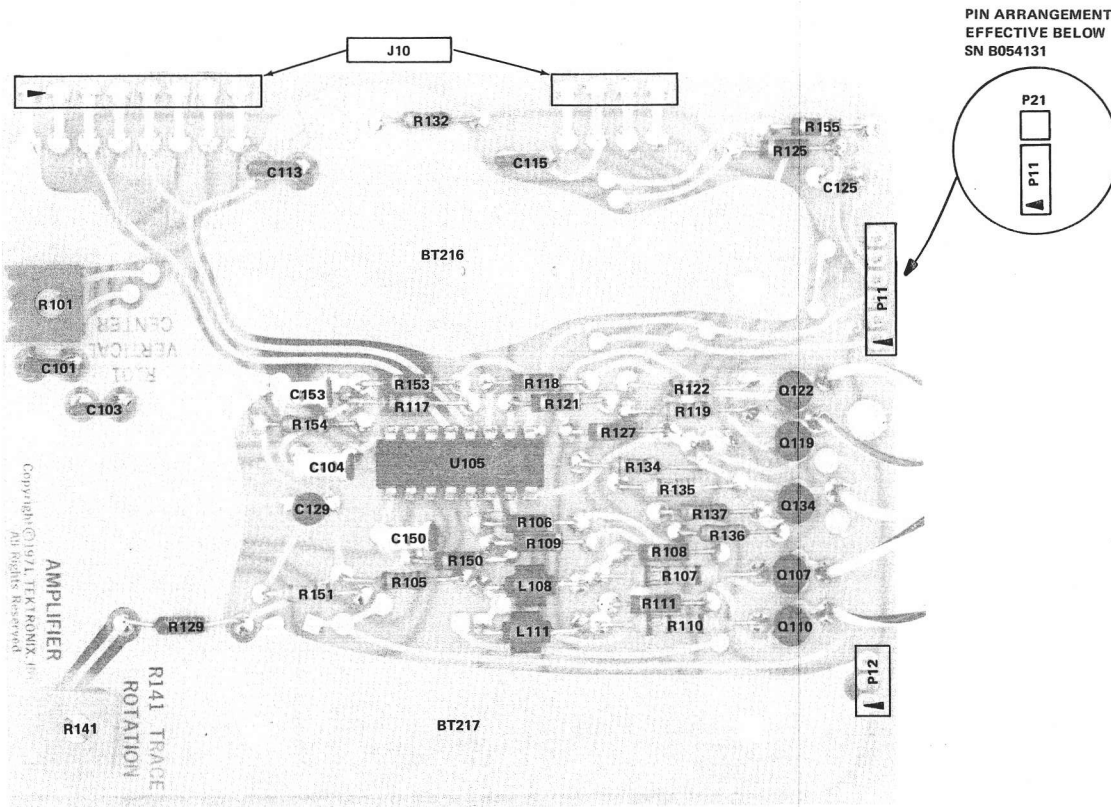 PIN ARRANGEMENT
EFFECTIVE BELOW
SN B054131
J10
P21
P11
R132
R155
R125
C113
C115
C125
BT216
P11
R101
CENTER
VERTICAL
R101
C101
C103
C153
R153
R118
R122
Q122
R117
R121
R119
R154
R127
Q119
C104
U105
R134
R135
C129
R106
R137
Q134
C150
R109
R136
R150
R108
R105
L108
R107
Q107
R151
R111
R129
L111
R110
Q110
P12
Copyright © 1971, TEKTRONIX,
All Rights Reserved
AMPLIFIER
R141 TRACE
ROTATION
R141
BT217